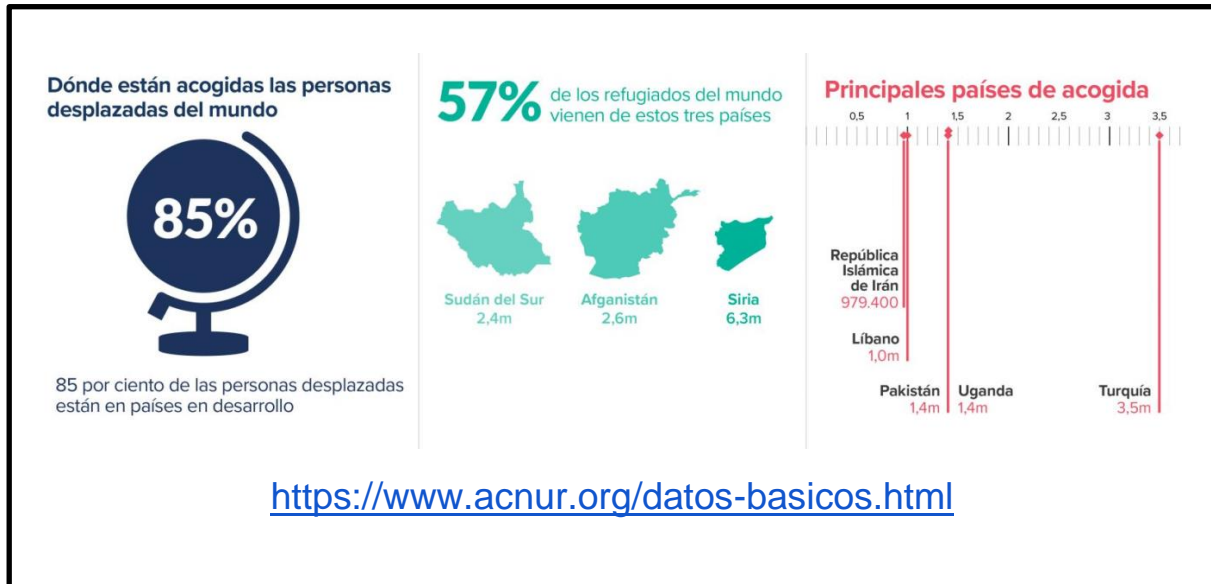 Dónde están acogidas las personas
desplazadas del mundo
85%
85 por ciento de las personas desplazadas
están en países en desarrollo
57% de los refugiados del mundo
vienen de estos tres países
Sudán del Sur
2,4m
Afganistán
2,6m
Siria
6,3m
Principales países de acogida
0,5 1 1,5 2 2,5 3 3,5
República
Islámica
de Irán
979.400
Líbano
1,0m
Pakistán
1,4m
Uganda
1,4m
Turquía
3,5m
https://www.acnur.org/datos-basicos.html